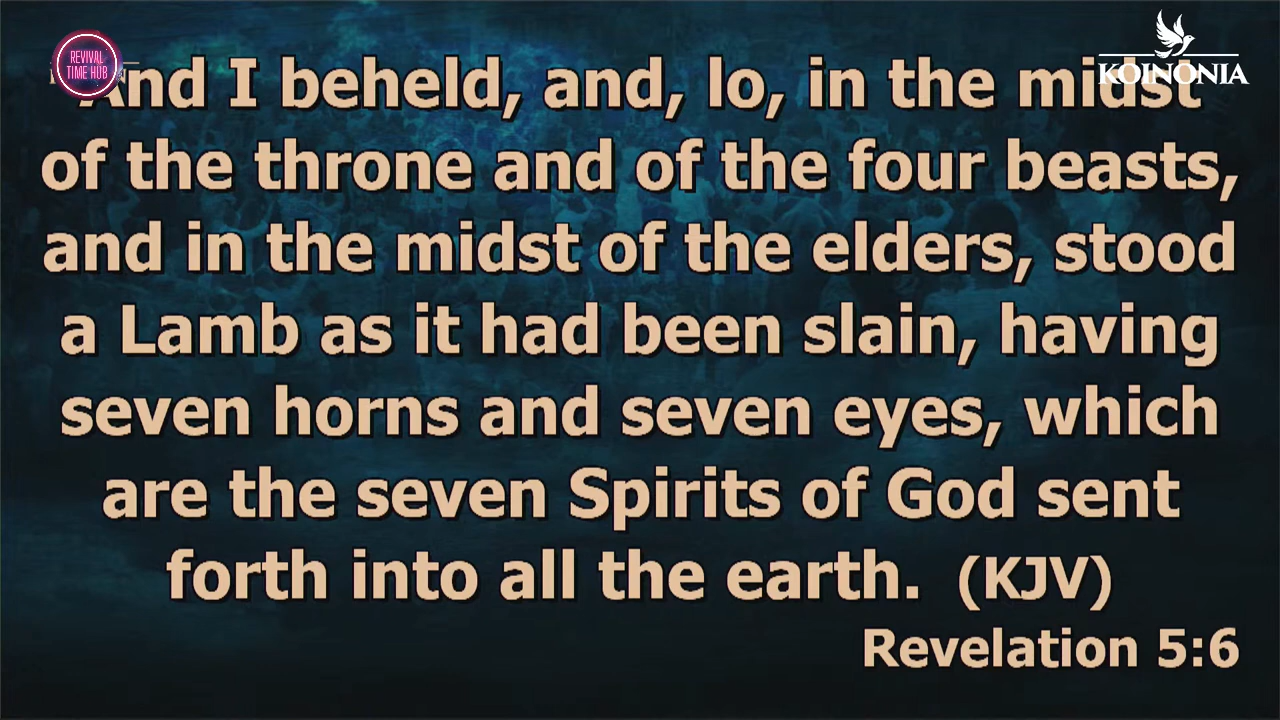 REVIVAL
TIME HUB
KOINONIA
And I beheld, and, lo, in the midst
of the throne and of the four beasts,
and in the midst of the elders, stood
a Lamb as it had been slain, having
seven horns and seven eyes, which
are the seven Spirits of God sent
forth into all the earth. (KJV)
Revelation 5:6